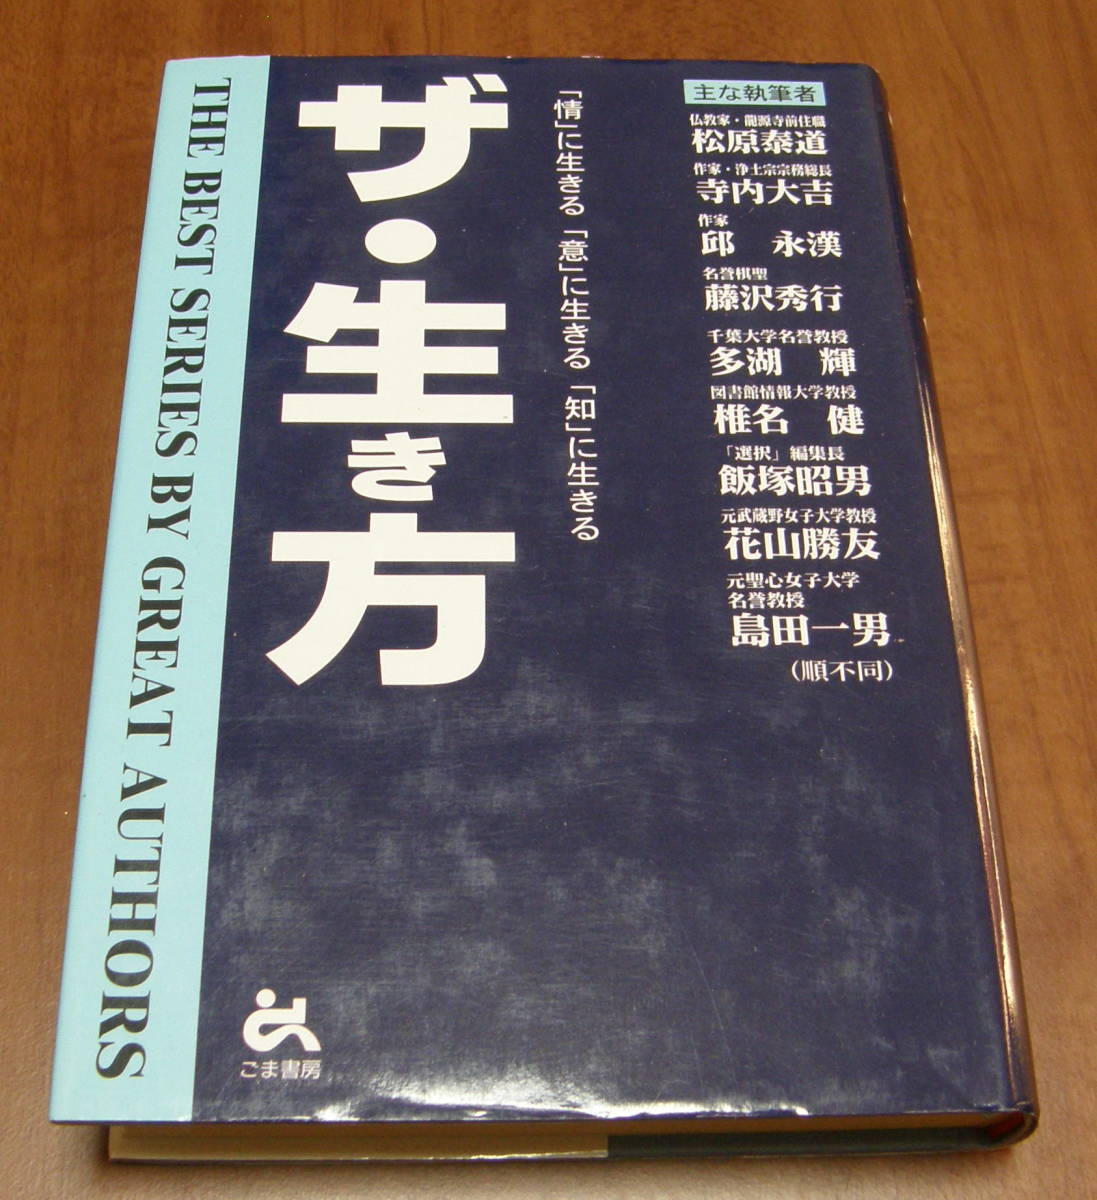 主な執筆者
仏教家・龍源寺前住職
松原泰道
作家・浄土宗宗務総長
寺内大吉
作家
邱 永漢
名誉棋聖
藤沢秀行
千葉大学名誉教授
多湖 輝
図書館情報大学教授
椎名 健
「選択」編集長
飯塚昭男
元武蔵野女子大学教授
花山勝友
元聖心女子大学
名誉教授
島田一男
(順不同)
「情」に生きる「意」に生きる「知」に生きる
ザ・生き方
THE BEST SERIES BY GREAT AUTHORS
ごま書房